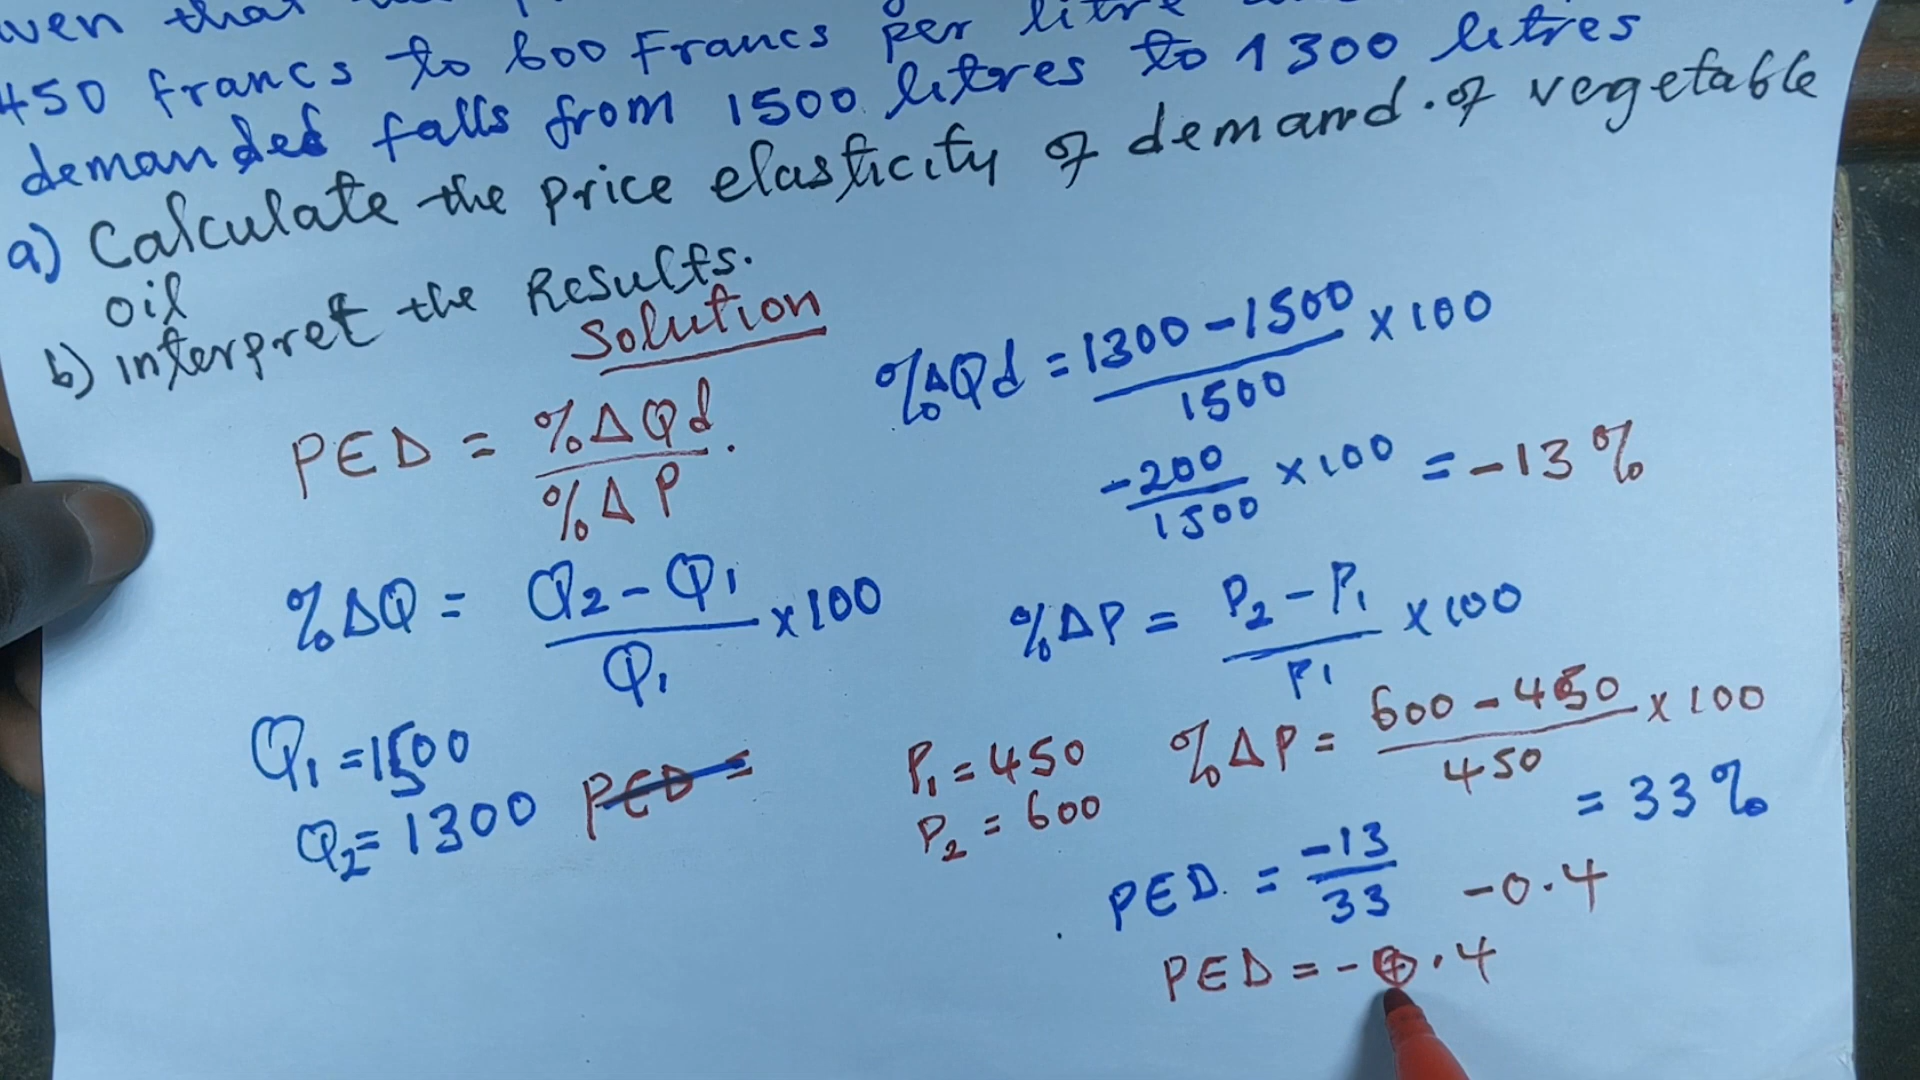 ven that
450 francs to 600 Francs per litre
demanded falls from 1500 litres to 1300 litres
a) Calculate the price elasticity of demand.of vegetable
oil
b) interpret the Results.
Solution
PED = %ΔQd / %ΔP.
%ΔQ = Q2 - Q1 / Q1 x 100
Q1 = 1500
Q2 = 1300
PED =
%ΔQd = 1300 - 1500 / 1500 x 100
-200 / 1500 x 100 = -13%
%ΔP = P2 - P1 / P1 x 100
P1 = 450
P2 = 600
%ΔP = 600 - 450 / 450 x 100
= 33%
PED. = -13 / 33 -0.4
PED = -0.4